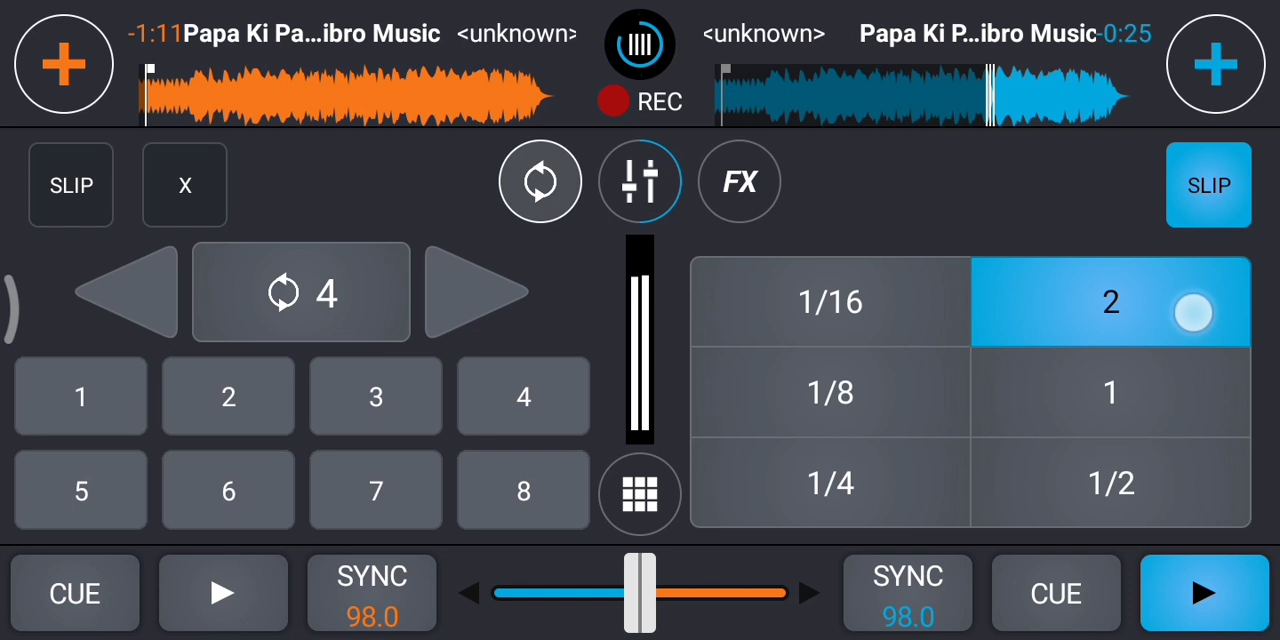 -1:11 Papa Ki Pa...ibro Music <unknown>
<unknown> Papa Ki P...ibro Music -0:25
REC
SLIP X
FX
SLIP
4
1 2 3 4
5 6 7 8
1/16 2
1/8 1
1/4 1/2
CUE
SYNC
98.0
SYNC
98.0
CUE